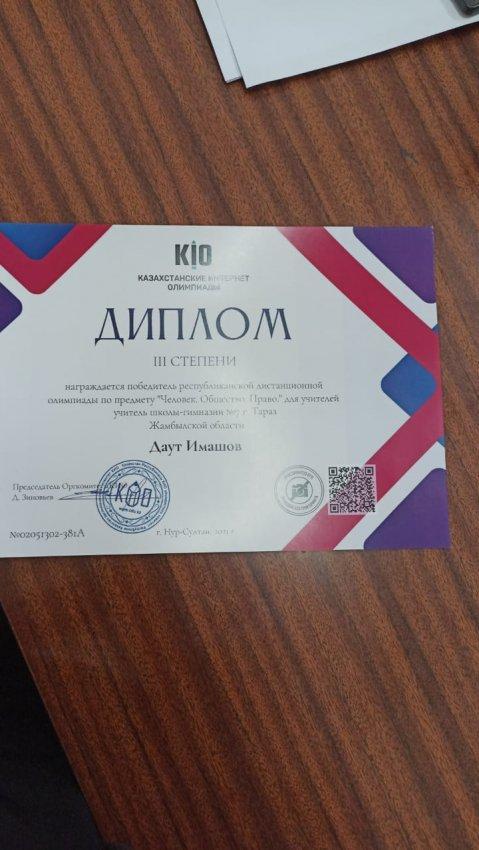 KIO
КАЗАХСТАНСКИЕ ИНТЕРНЕТ
ОЛИМПИАДЫ
ДИПЛОМ
III СТЕПЕНИ
награждается победитель республиканской дистанционной
олимпиады по предмету "Человек. Общество. Право." для учителей
учитель школы-гимназии №7 г. Тараз
Жамбылской области
Даут Имашов
Председатель Оргкомитета
Д. Зиновьев
КИО
№02051302-381А
г. Нур-Султан, 2021 г